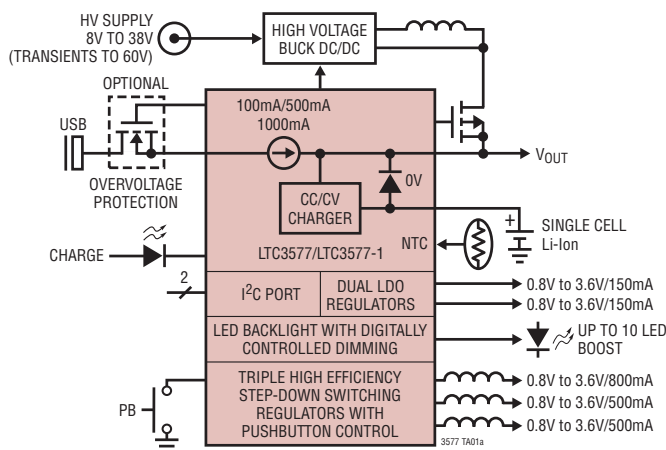 HV SUPPLY
8V TO 38V
(TRANSIENTS TO 60V)
HIGH VOLTAGE
BUCK DC/DC
OPTIONAL
USB
OVERVOLTAGE
PROTECTION
100mA/500mA
1000mA
VOUT
0V
CC/CV
CHARGER
+
SINGLE CELL
Li-Ion
CHARGE
LTC3577/LTC3577-1
NTC
2
I2C PORT
DUAL LDO
REGULATORS
0.8V to 3.6V/150mA
0.8V to 3.6V/150mA
LED BACKLIGHT WITH DIGITALLY
CONTROLLED DIMMING
UP TO 10 LED
BOOST
PB
TRIPLE HIGH EFFICIENCY
STEP-DOWN SWITCHING
REGULATORS WITH
PUSHBUTTON CONTROL
0.8V to 3.6V/800mA
0.8V to 3.6V/500mA
0.8V to 3.6V/500mA
3577 TA01a